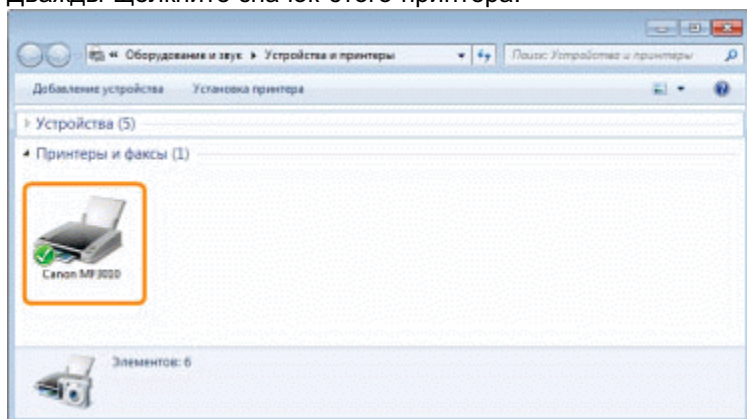 дважды щелкните значок этого принтера.
« Оборудование и звук ▸ Устройства и принтеры
Поиск: Устройства и принтеры
Добавление устройства Установка принтера
Устройства (5)
Принтеры и факсы (1)
Canon MF3010
Элементов: 6